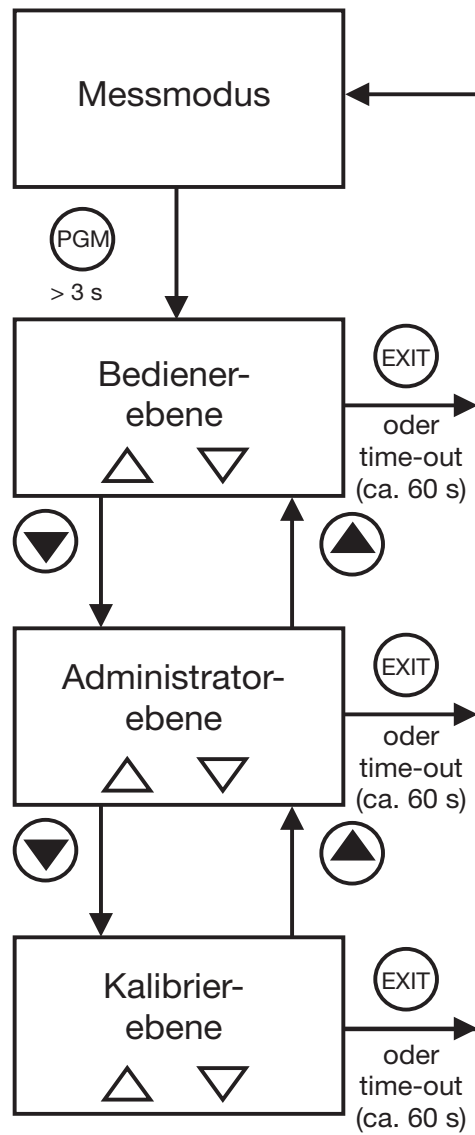 Messmodus
PGM
> 3 s
Bediener-
ebene
EXIT
oder
time-out
(ca. 60 s)
Administrator-
ebene
EXIT
oder
time-out
(ca. 60 s)
Kalibrier-
ebene
EXIT
oder
time-out
(ca. 60 s)